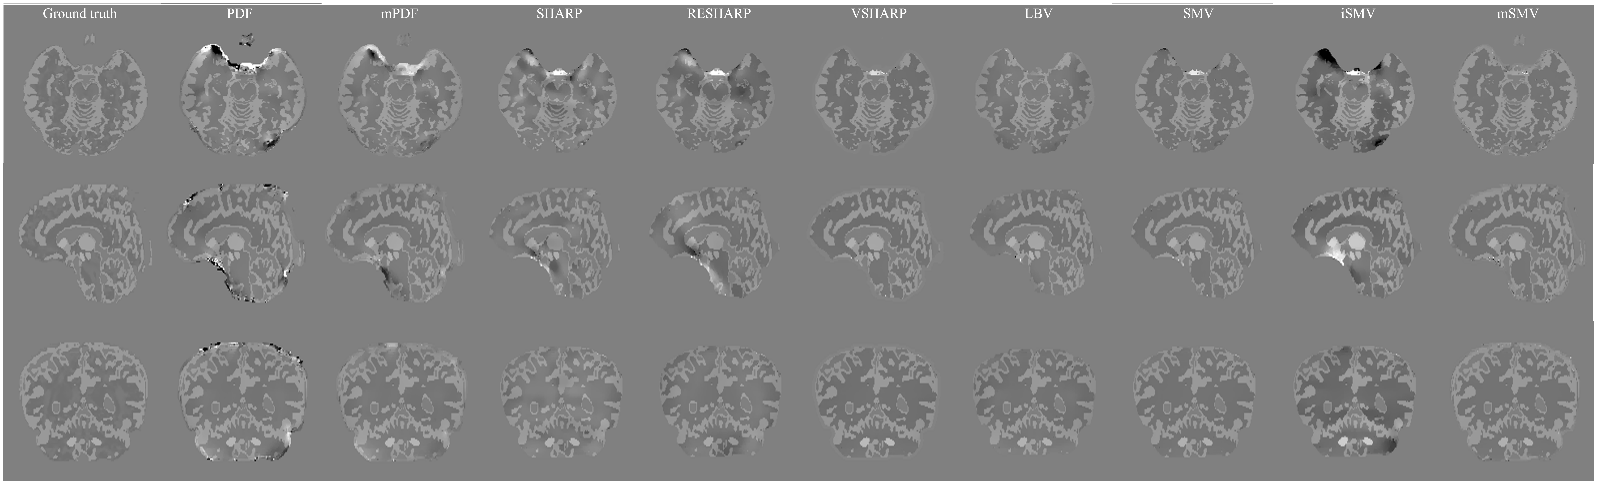 Ground truth PDF mPDF SHARP RESHARP VSHARP LBV SMV iSMV mSMV